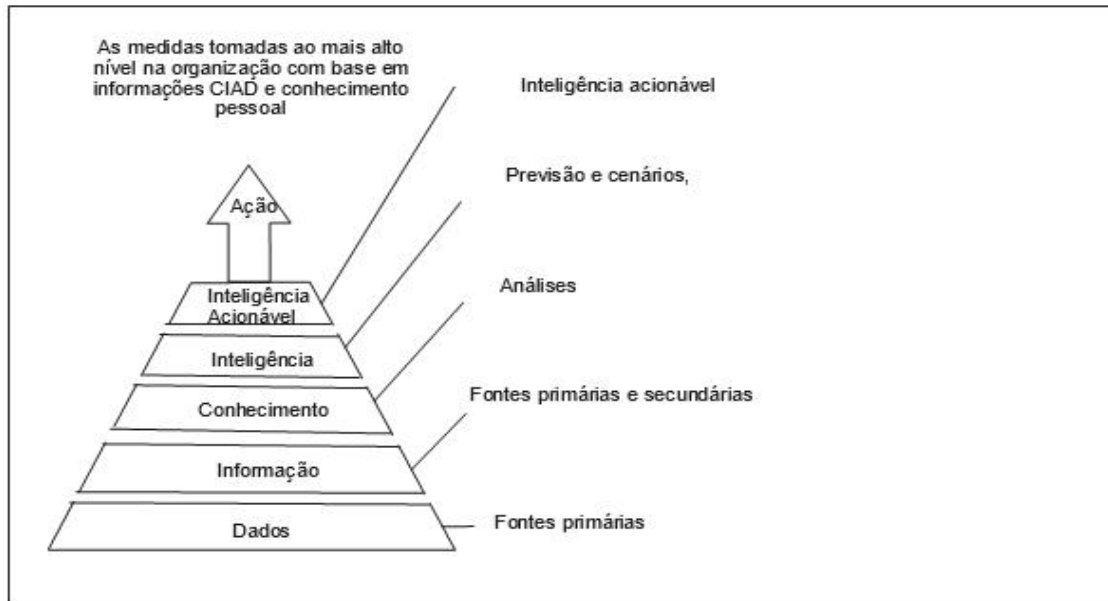 As medidas tomadas ao mais alto
nível na organização com base em
informações CIAD e conhecimento
pessoal
Inteligência acionável
Previsão e cenários,
Ação
Análises
Inteligência
Acionável
Inteligência
Fontes primárias e secundárias
Conhecimento
Informação
Fontes primárias
Dados